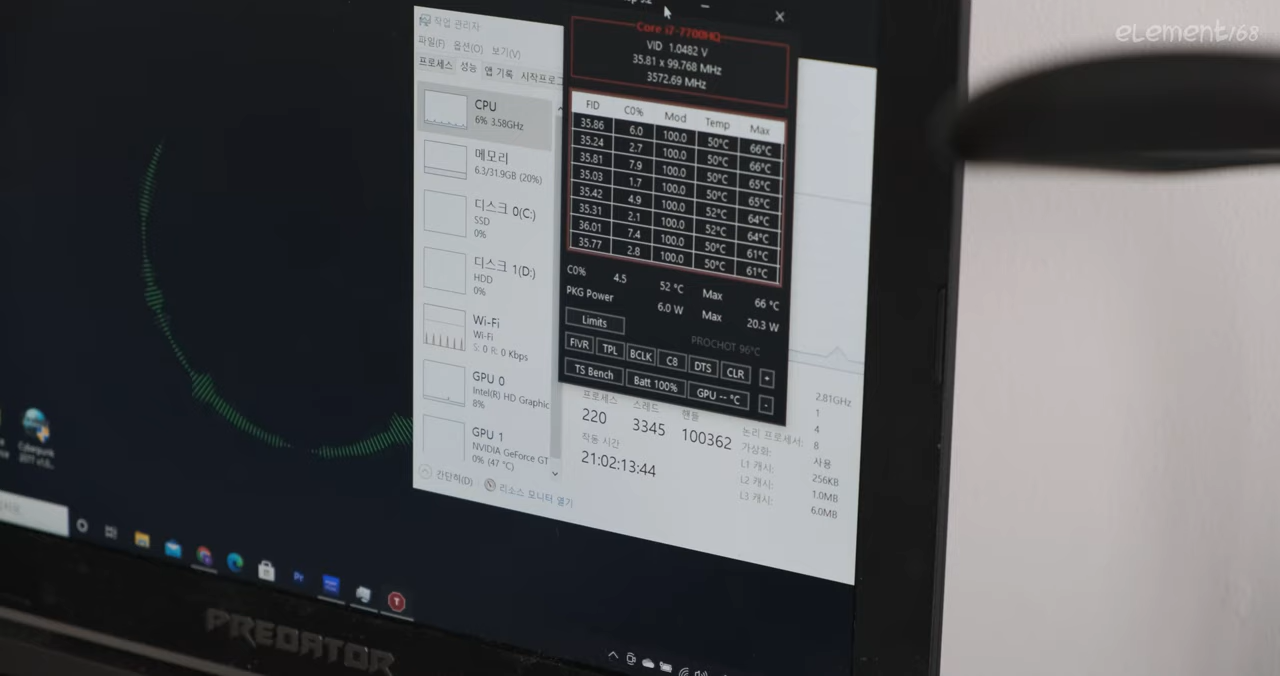 element168
작업 관리자
파일(F) 옵션(O) 보기(V)
프로세스 성능 앱 기록 시작프로그
CPU
6% 3.58GHz
메모리
6.3/31.9GB (20%)
디스크 0(C:)
SSD
0%
디스크 1(D:)
HDD
0%
Wi-Fi
Wi-Fi
S: 0 R: 0 Kbps
GPU 0
Intel(R) HD Graphic
8%
GPU 1
NVIDIA GeForce GT
0% (47 °C)
간단히(D)
리소스 모니터 열기
Core i7-7700HQ
VID 1.0482 V
35.81 x 99.768 MHz
3572.69 MHz
FID C0% Mod Temp Max
35.86 6.0 100.0 50°C 66°C
35.24 2.7 100.0 50°C 66°C
35.81 7.9 100.0 50°C 65°C
35.03 1.7 100.0 50°C 65°C
35.42 4.9 100.0 52°C 64°C
35.31 2.1 100.0 52°C 64°C
36.01 7.4 100.0 50°C 61°C
35.77 2.8 100.0 50°C 61°C
C0% 4.5 52 °C Max 66 °C
PKG Power 6.0 W Max 20.3 W
Limits
PROCHOT 96°C
FIVR TPL BCLK C8 DTS CLR +
TS Bench Batt 100% GPU -- °C -
프로세스 스레드 핸들
220 3345 100362
작동 시간
21:02:13:44
2.81GHz
1
4
논리 프로세서: 8
가상화: 사용
L1 캐시: 256KB
L2 캐시: 1.0MB
L3 캐시: 6.0MB
Cyberpunk
Pr
T
PREDATOR